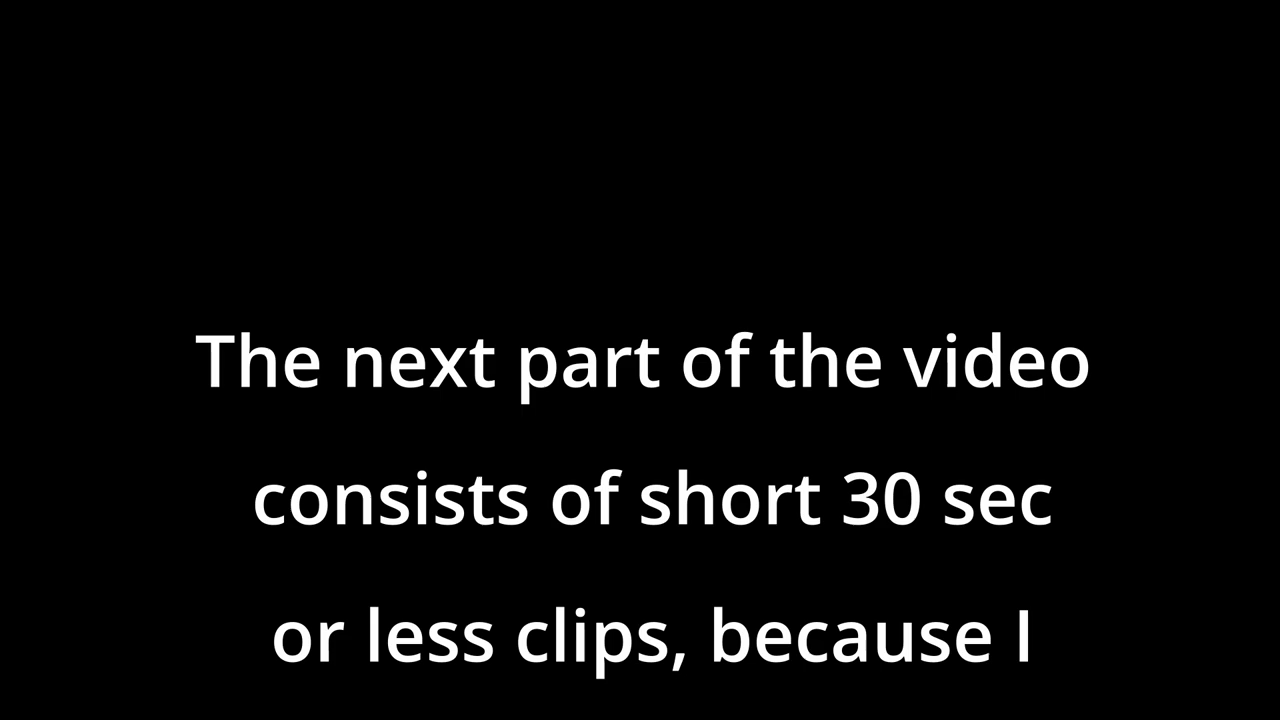 The next part of the video
consists of short 30 sec
or less clips, because I